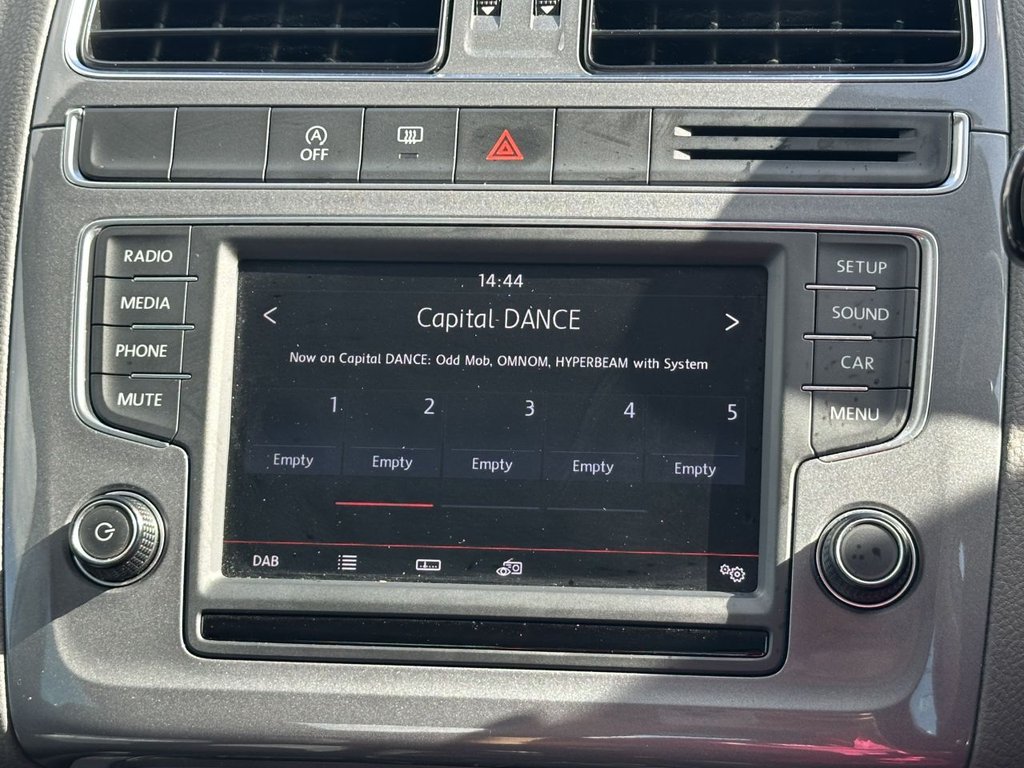 A
OFF
RADIO
MEDIA
PHONE
MUTE
14:44
< Capital DANCE >
Now on Capital DANCE: Odd Mob, OMNOM, HYPERBEAM with System
1 2 3 4 5
Empty Empty Empty Empty Empty
DAB
SETUP
SOUND
CAR
MENU